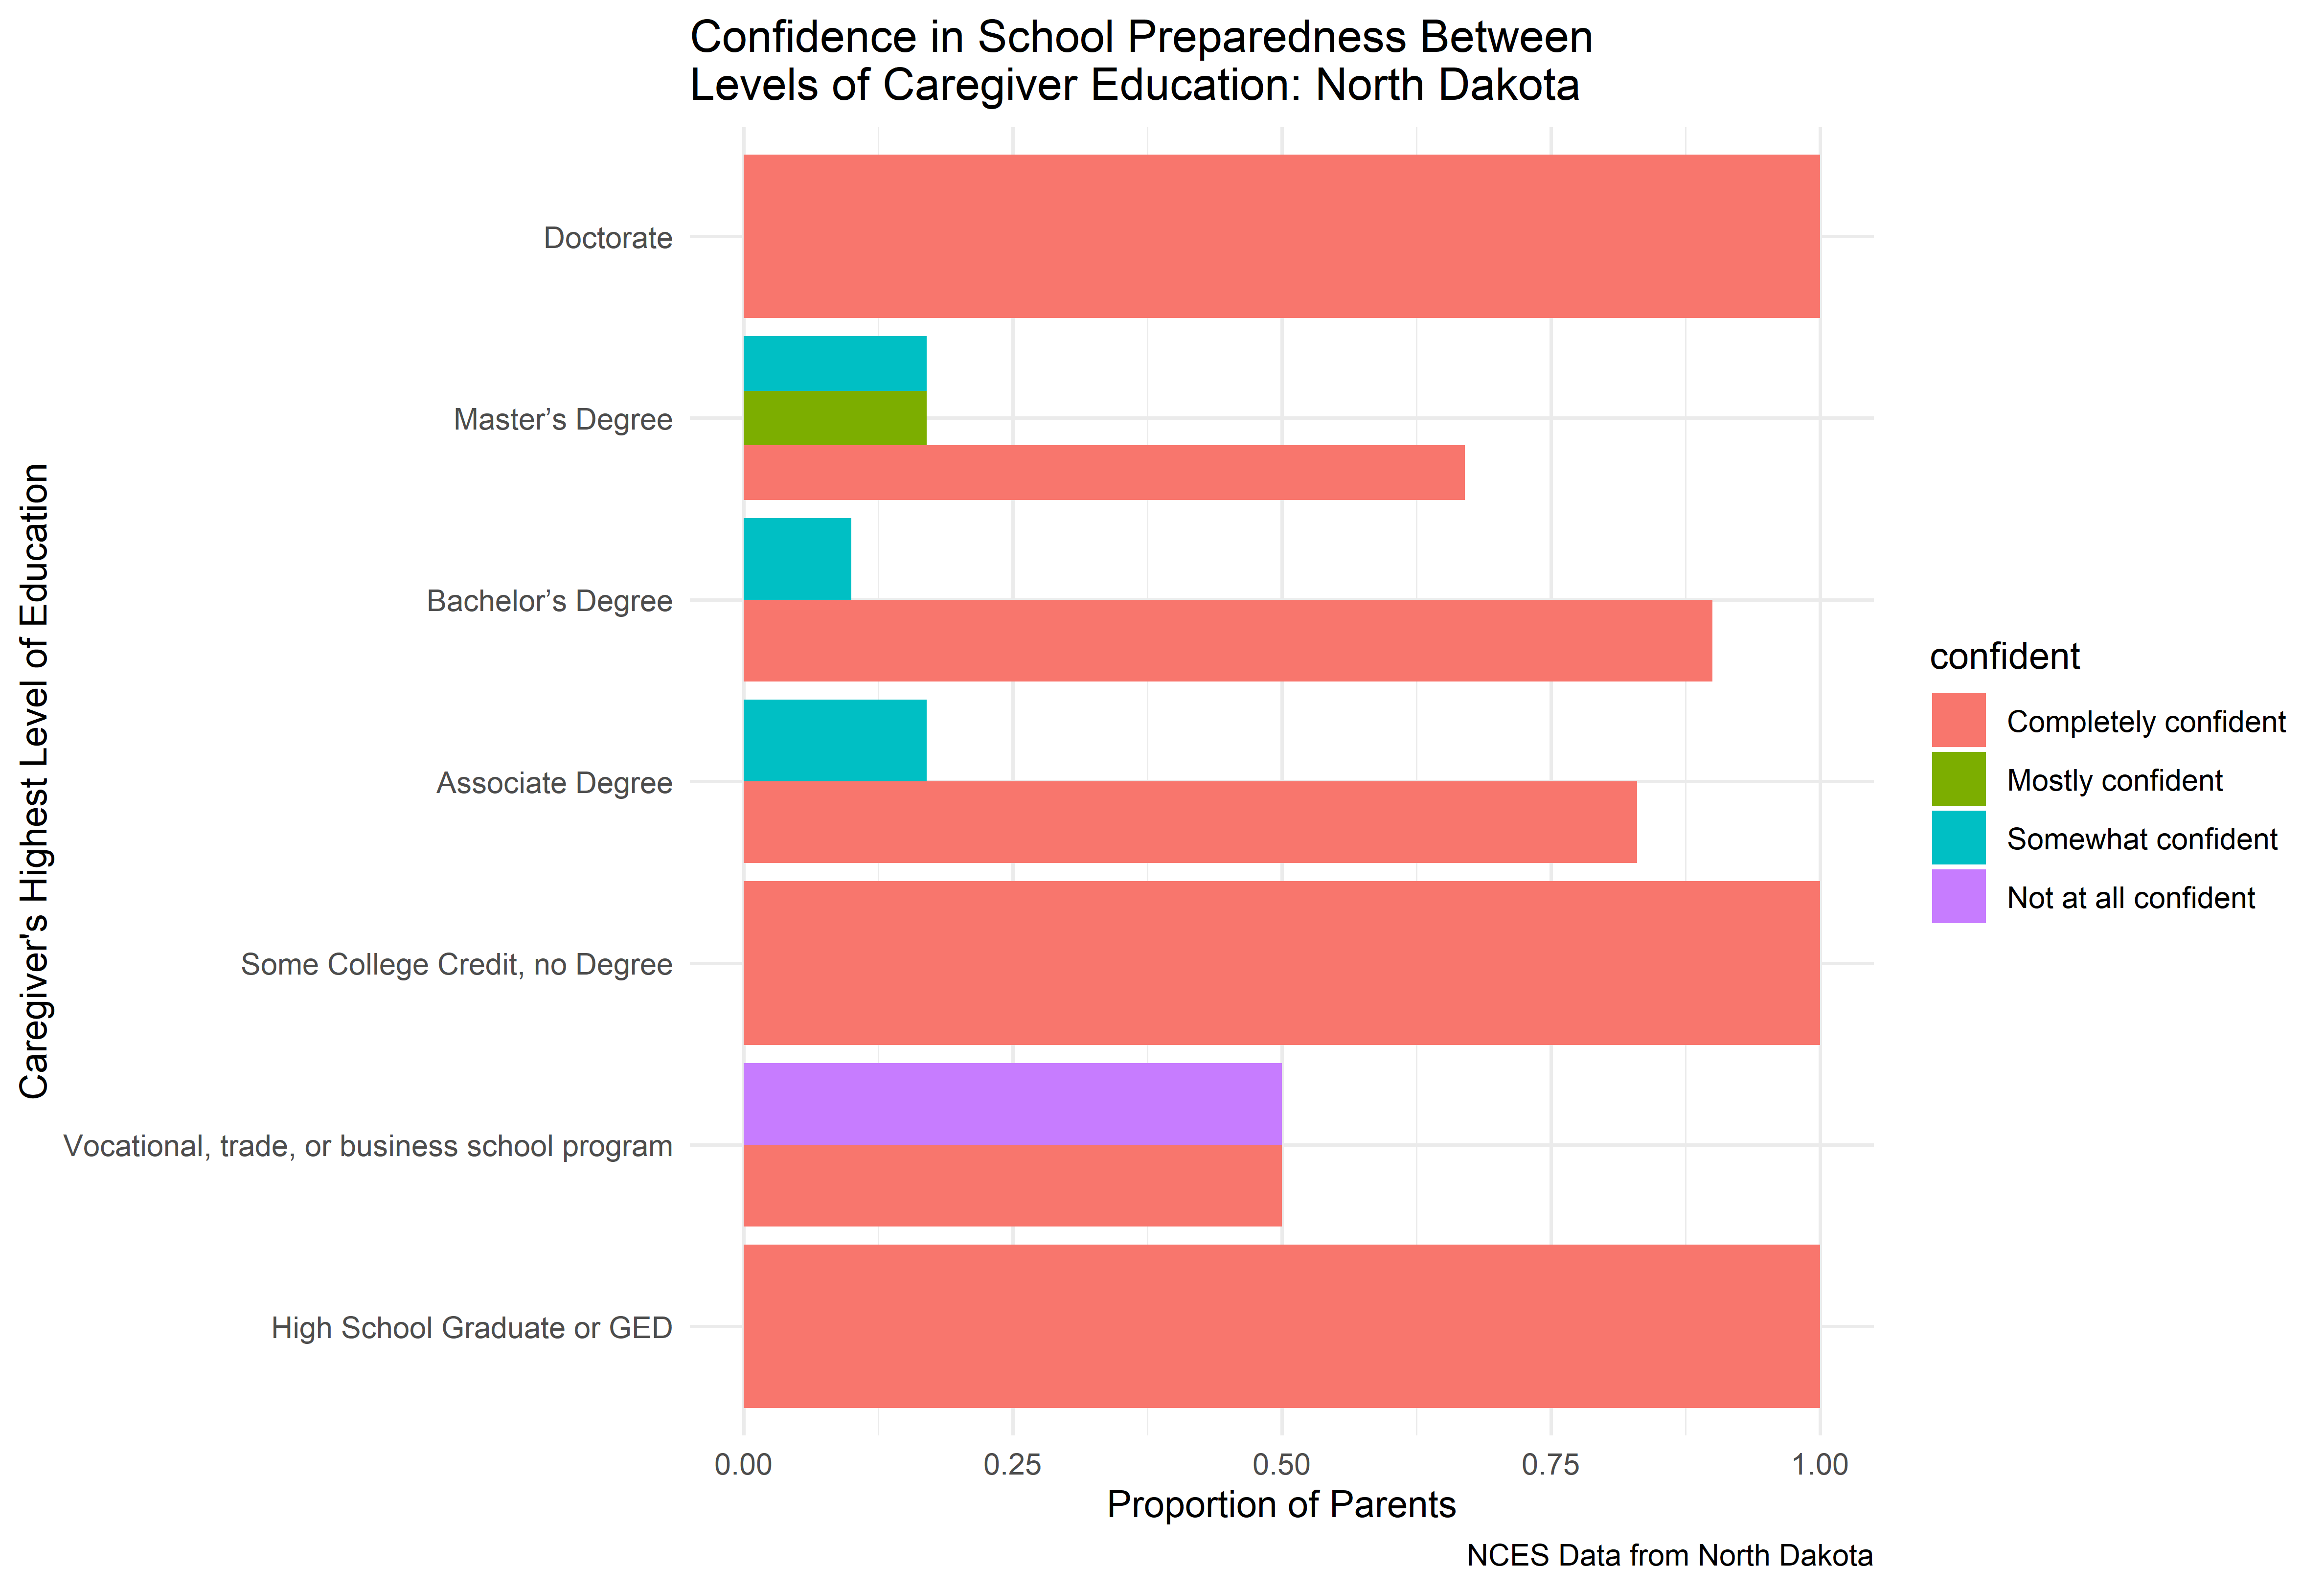 Confidence in School Preparedness Between
Levels of Caregiver Education: North Dakota
Caregiver's Highest Level of Education
Doctorate
Master’s Degree
Bachelor’s Degree
Associate Degree
Some College Credit, no Degree
Vocational, trade, or business school program
High School Graduate or GED
0.00
0.25
0.50
0.75
1.00
Proportion of Parents
confident
Completely confident
Mostly confident
Somewhat confident
Not at all confident
NCES Data from North Dakota